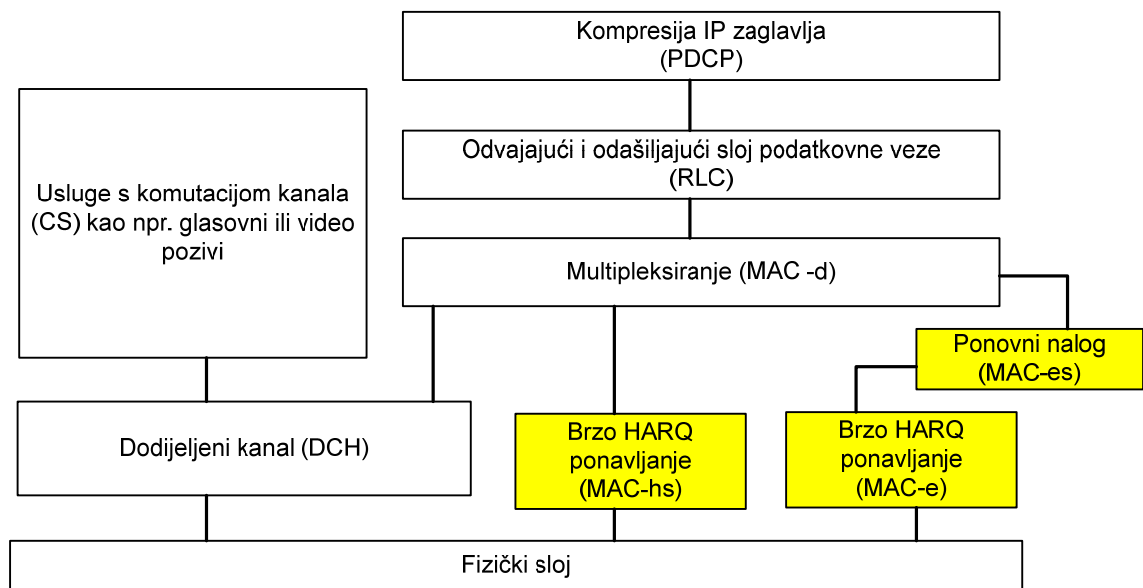 Kompresija IP zaglavlja
(PDCP)
Odvajajući i odašiljajući sloj podatkovne veze
(RLC)
Usluge s komutacijom kanala
(CS) kao npr. glasovni ili video
pozivi
Multipleksiranje (MAC -d)
Ponovni nalog
(MAC-es)
Dodijeljeni kanal (DCH)
Brzo HARQ
ponavljanje
(MAC-hs)
Brzo HARQ
ponavljanje
(MAC-e)
Fizički sloj